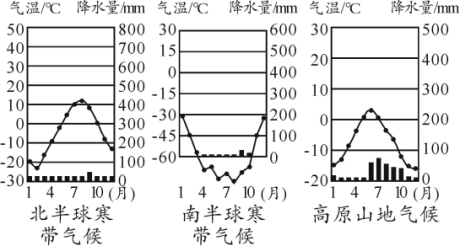 气温/℃ 降水量/mm
50 800
40 700
30 600
20 500
10 400
0 300
-10 200
-20 100
-30 0
1 4 7 10 (月)
北半球寒
带气候
气温/℃ 降水量/mm
30 600
15 500
0 400
-15 300
-30 200
-45 100
-60 0
1 4 7 10 (月)
南半球寒
带气候
气温/℃ 降水量/mm
30 500
20 400
10 300
0 200
-10 100
-20 0
1 4 7 10 (月)
高原山地气候